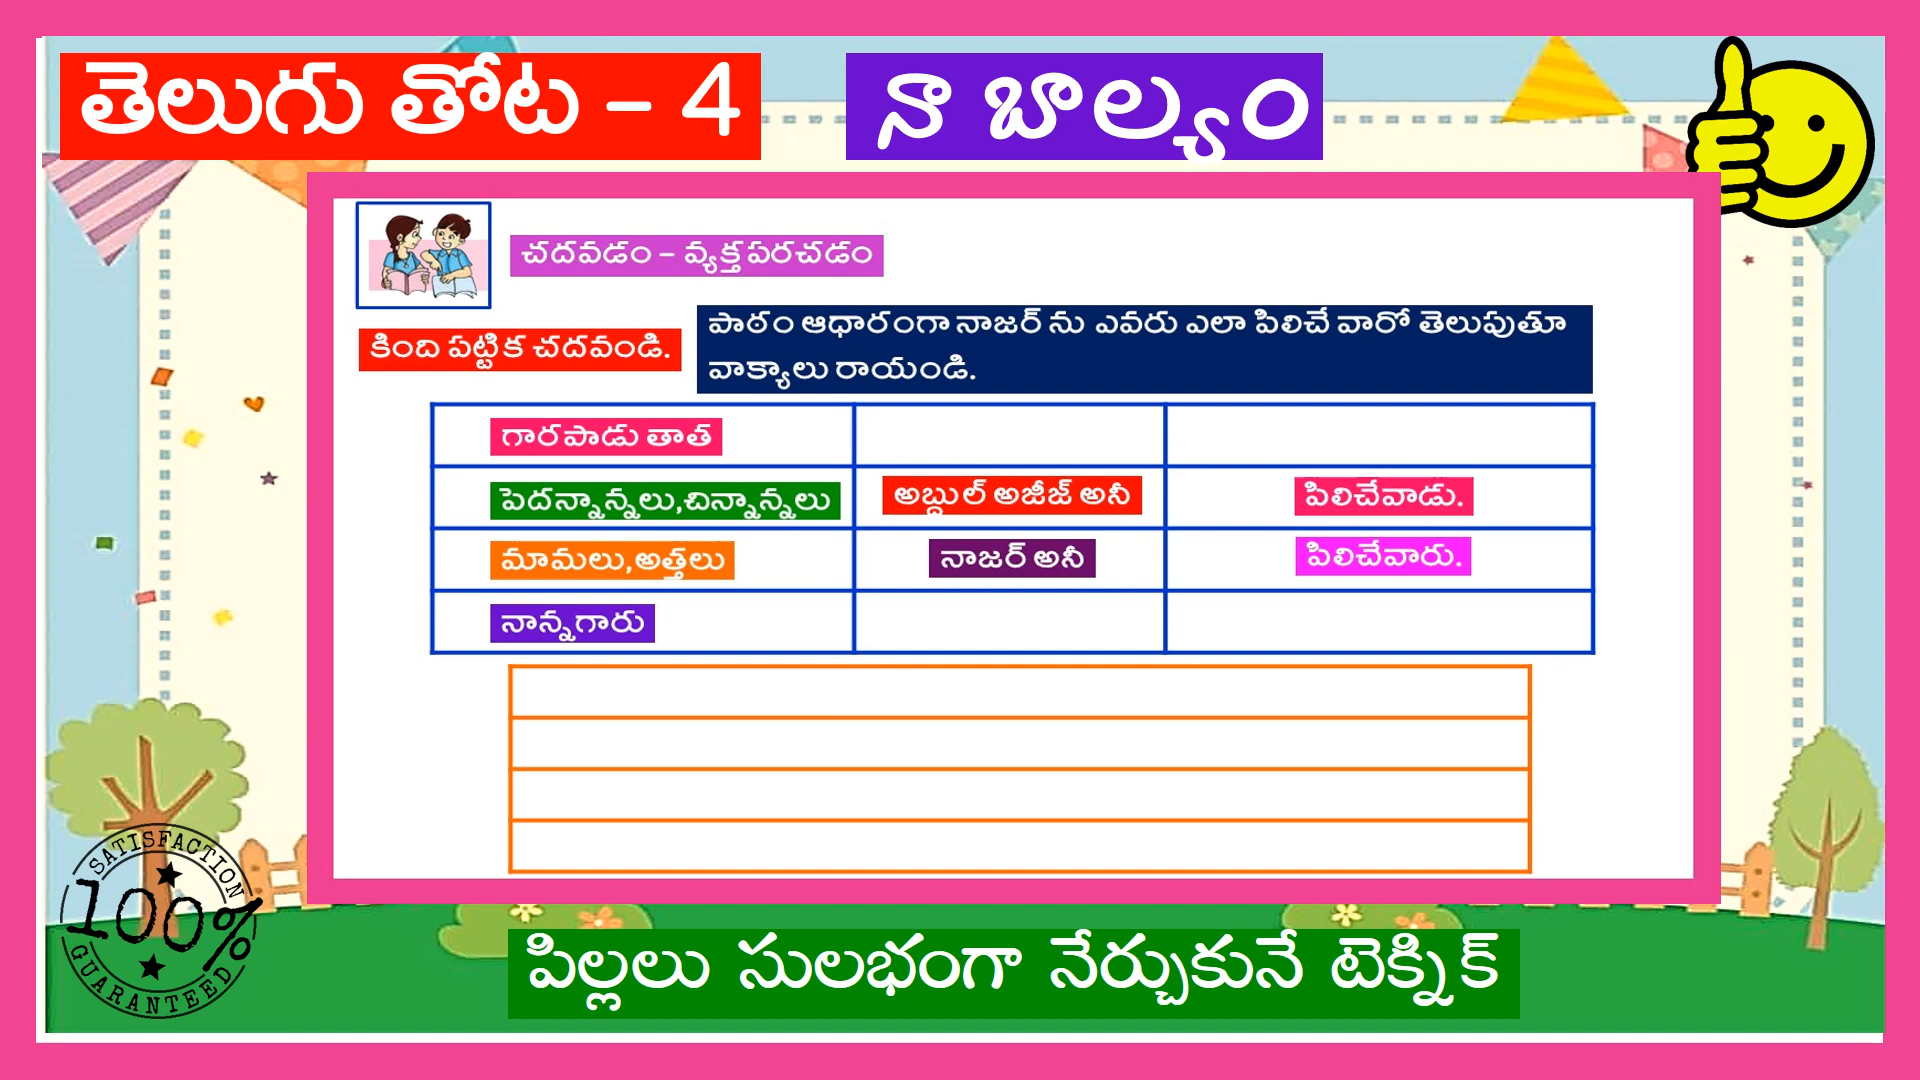 తెలుగు తోట – 4
నా బాల్యం
చదవడం – వ్యక్తపరచడం
కింది పట్టిక చదవండి.
పాఠం ఆధారంగా నాజర్ ను ఎవరు ఎలా పిలిచే వారో తెలుపుతూ
వాక్యాలు రాయండి.
గారపాడు తాత
పెదన్నాన్నలు,చిన్నాన్నలు అబ్దుల్ అజీజ్ అనీ పిలిచేవాడు.
మామలు,అత్తలు నాజర్ అనీ పిలిచేవారు.
నాన్నగారు
SATISFACTION
100%
GUARANTEED
పిల్లలు సులభంగా నేర్చుకునే టెక్నిక్